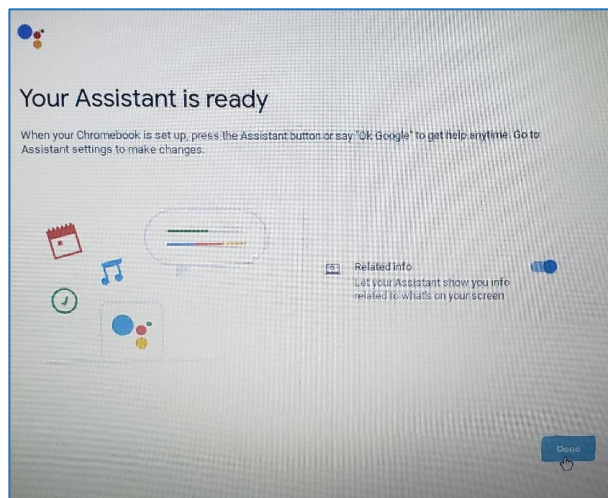 Your Assistant is ready
When your Chromebook is set up, press the Assistant button or say "Ok Google" to get help anytime. Go to
Assistant settings to make changes.
Related info
Let your Assistant show you info
related to what's on your screen
Done